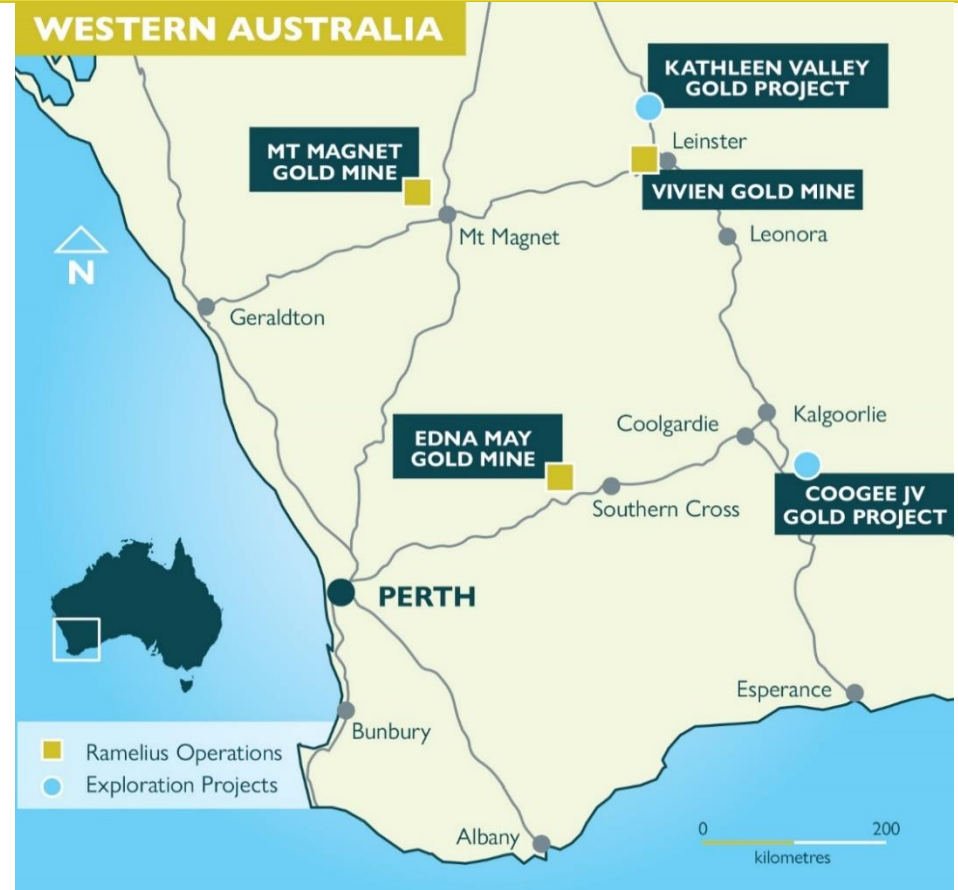 WESTERN AUSTRALIA
KATHLEEN VALLEY
GOLD PROJECT
MT MAGNET
GOLD MINE
Leinster
VIVIEN GOLD MINE
Mt Magnet
Leonora
N
Geraldton
EDNA MAY
GOLD MINE
Coolgardie
Kalgoorlie
Southern Cross
COOGEE JV
GOLD PROJECT
PERTH
Esperance
Bunbury
Ramelius Operations
Exploration Projects
Albany
0 200
kilometres